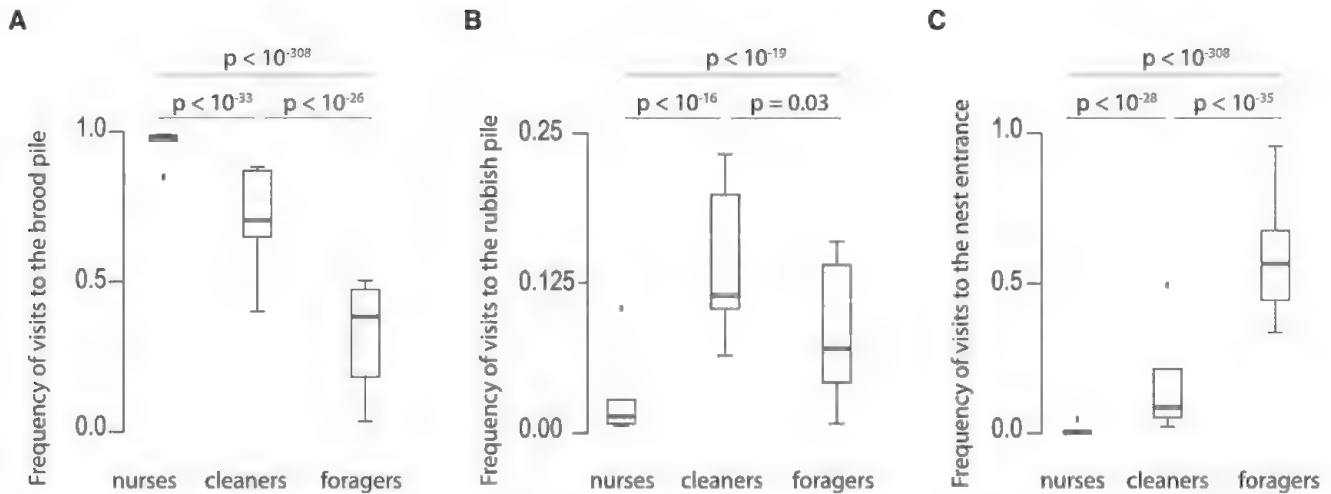 A
B
C
p < 10-308
p < 10-33
p < 10-26
Frequency of visits to the brood pile
1.0
0.5
0.0
nurses
cleaners
foragers
p < 10-19
p < 10-16
p = 0.03
Frequency of visits to the rubbish pile
0.25
0.125
0.00
nurses
cleaners
foragers
p < 10-308
p < 10-28
p < 10-35
Frequency of visits to the nest entrance
1.0
0.5
0.0
nurses
cleaners
foragers